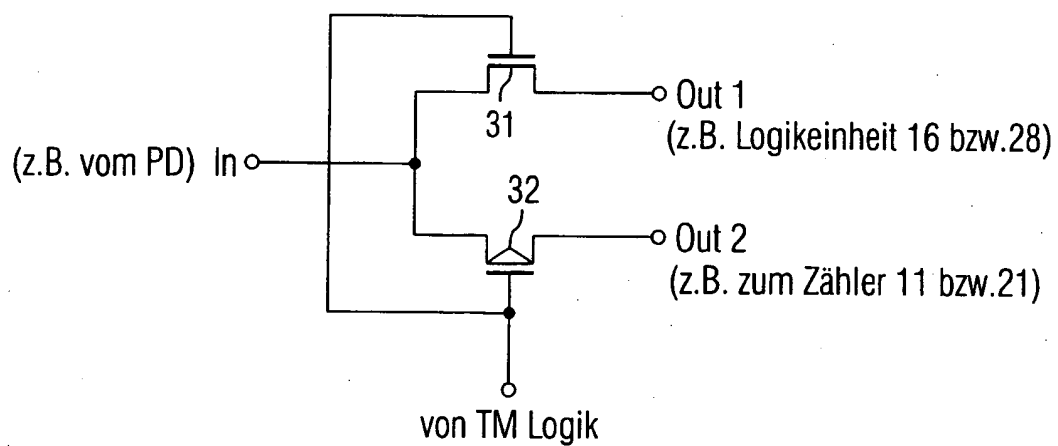 31
Out 1
(z.B. Logikeinheit 16 bzw.28)
(z.B. vom PD) In
32
Out 2
(z.B. zum Zähler 11 bzw.21)
von TM Logik